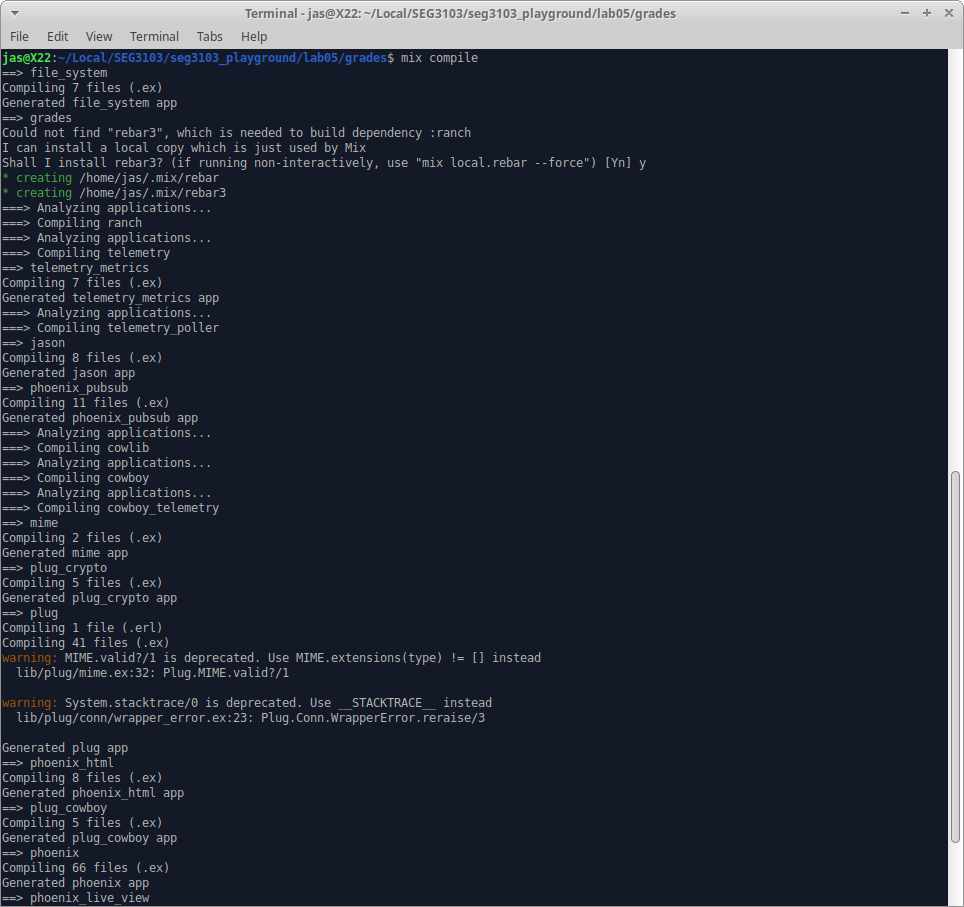 Terminal - jas@X22: ~/Local/SEG3103/seg3103_playground/lab05/grades
File Edit View Terminal Tabs Help
jas@X22:~/Local/SEG3103/seg3103_playground/lab05/grades$ mix compile
==> file_system
Compiling 7 files (.ex)
Generated file_system app
==> grades
Could not find "rebar3", which is needed to build dependency :ranch
I can install a local copy which is just used by Mix
Shall I install rebar3? (if running non-interactively, use "mix local.rebar --force") [Yn] y
* creating /home/jas/.mix/rebar
* creating /home/jas/.mix/rebar3
===> Analyzing applications...
===> Compiling ranch
===> Analyzing applications...
===> Compiling telemetry
==> telemetry_metrics
Compiling 7 files (.ex)
Generated telemetry_metrics app
===> Analyzing applications...
===> Compiling telemetry_poller
==> jason
Compiling 8 files (.ex)
Generated jason app
==> phoenix_pubsub
Compiling 11 files (.ex)
Generated phoenix_pubsub app
===> Analyzing applications...
===> Compiling cowlib
===> Analyzing applications...
===> Compiling cowboy
===> Analyzing applications...
===> Compiling cowboy_telemetry
==> mime
Compiling 2 files (.ex)
Generated mime app
==> plug_crypto
Compiling 5 files (.ex)
Generated plug_crypto app
==> plug
Compiling 1 file (.erl)
Compiling 41 files (.ex)
warning: MIME.valid?/1 is deprecated. Use MIME.extensions(type) != [] instead
  lib/plug/mime.ex:32: Plug.MIME.valid?/1
warning: System.stacktrace/0 is deprecated. Use __STACKTRACE__ instead
  lib/plug/conn/wrapper_error.ex:23: Plug.Conn.WrapperError.reraise/3
Generated plug app
==> phoenix_html
Compiling 8 files (.ex)
Generated phoenix_html app
==> plug_cowboy
Compiling 5 files (.ex)
Generated plug_cowboy app
==> phoenix
Compiling 66 files (.ex)
Generated phoenix app
==> phoenix_live_view